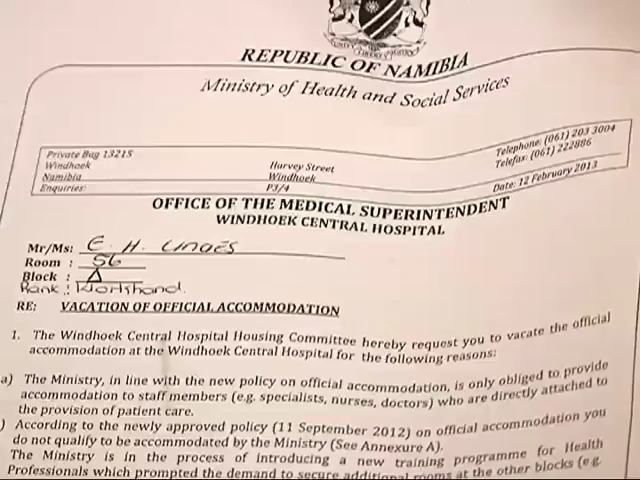 REPUBLIC OF NAMIBIA
Ministry of Health and Social Services
Private Bag 13215
Windhoek
Namibia
Enquiries:
Harvey Street
Windhoek
P3/4
Telephone: (061) 203 3004
Telefax: (061) 222886
Date: 12 February 2013
OFFICE OF THE MEDICAL SUPERINTENDENT
WINDHOEK CENTRAL HOSPITAL
Mr/Ms: E. H.
Room : 56
Block : A
Rank : Workhand.
RE: VACATION OF OFFICIAL ACCOMMODATION
1. The Windhoek Central Hospital Housing Committee hereby request you to vacate the official
accommodation at the Windhoek Central Hospital for the following reasons:
a) The Ministry, in line with the new policy on official accommodation, is only obliged to provide
accommodation to staff members (e.g. specialists, nurses, doctors) who are directly attached to
the provision of patient care.
) According to the newly approved policy (11 September 2012) on official accommodation you
do not qualify to be accommodated by the Ministry (See Annexure A).
The Ministry is in the process of introducing a new training programme for Health
Professionals which prompted the demand to secure additional rooms at the other blocks (e.g.